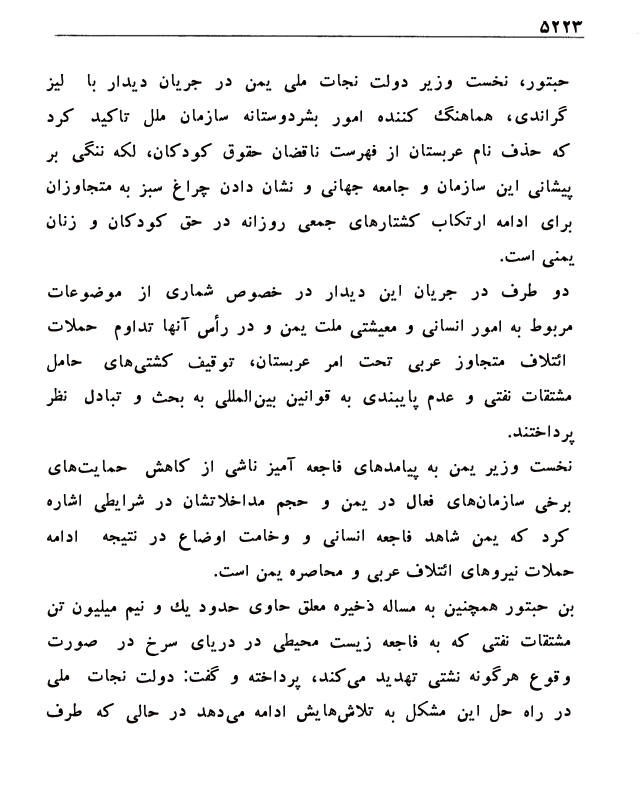 ۵۲۲۳
حبتور، نخست وزیر دولت نجات ملی یمن در جریان دیدار با لیز
گراندی، هماهنگ کننده امور بشردوستانه سازمان ملل تاکید کرد
که حذف نام عربستان از فهرست ناقضان حقوق کودکان، لکه ننگی بر
پیشانی این سازمان و جامعه جهانی و نشان دادن چراغ سبز به متجاوزان
برای ادامه ارتکاب کشتارهای جمعی روزانه در حق کودکان و زنان
یمنی است.
دو طرف در جریان این دیدار در خصوص شماری از موضوعات
مربوط به امور انسانی و معیشتی ملت یمن و در رأس آنها تداوم حملات
ائتلاف متجاوز عربی تحت امر عربستان، توقیف کشتی‌های حامل
مشتقات نفتی و عدم پایبندی به قوانین بین‌المللی به بحث و تبادل نظر
پرداختند.
نخست وزیر یمن به پیامدهای فاجعه آمیز ناشی از کاهش حمایت‌های
برخی سازمان‌های فعال در یمن و حجم مداخلاتشان در شرایطی اشاره
کرد که یمن شاهد فاجعه انسانی و وخامت اوضاع در نتیجه ادامه
حملات نیروهای ائتلاف عربی و محاصره یمن است.
بن حبتور همچنین به مساله ذخیره معلق حاوی حدود یك و نیم میلیون تن
مشتقات نفتی که به فاجعه زیست محیطی در دریای سرخ در صورت
وقوع هرگونه نشتی تهدید می‌کند، پرداخته و گفت: دولت نجات ملی
در راه حل این مشکل به تلاش‌هایش ادامه می‌دهد در حالی که طرف